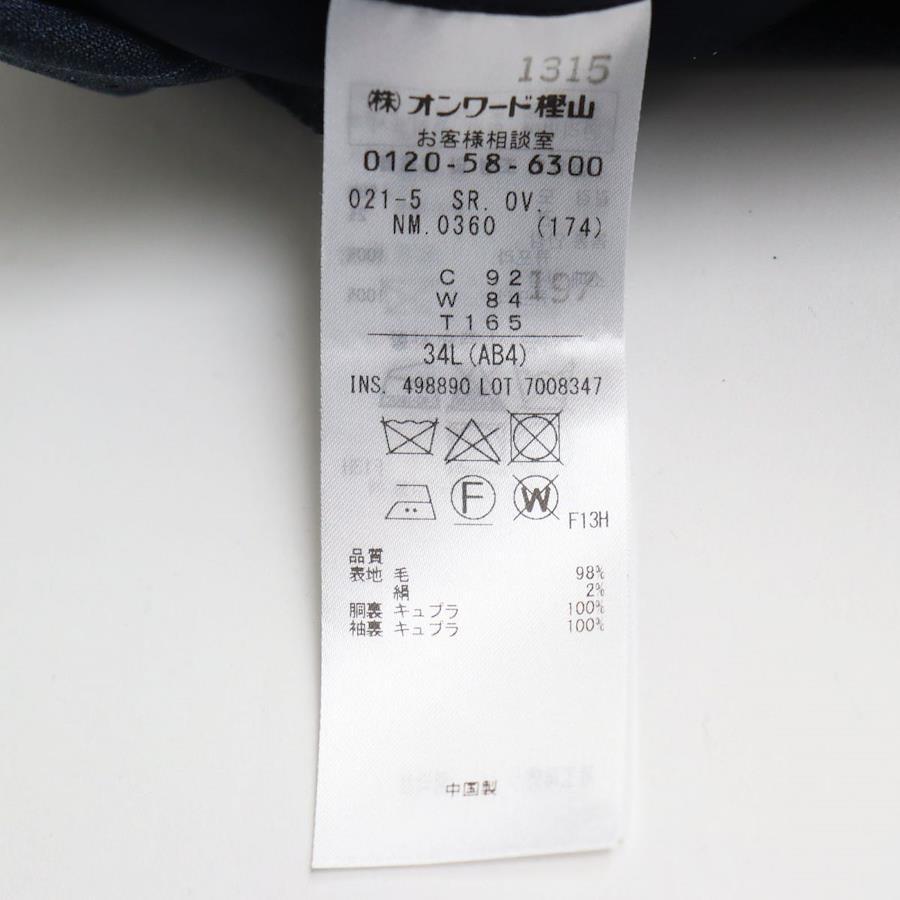 1315
(株)オンワード樫山
お客様相談室
0120-58-6300
021-5 SR. OV.
NM.0360 (174)
197
C 92
W 84
T165
34L(AB4)
INS. 498890 LOT 7008347
F W
F13H
品質
表地 毛 98%
絹 2%
胴裏 キュプラ 100%
袖裏 キュプラ 100%
中国製